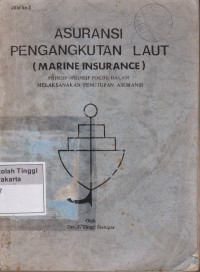 ASURANSI
PENGANGKUTAN LAUT
(MARINE INSURANCE)
PRINSIP-PRINSIP POKOK DALAM
MELAKSANAKAN PENUTUPAN ASURANSI
olah Tinggi
akarta
Oleh